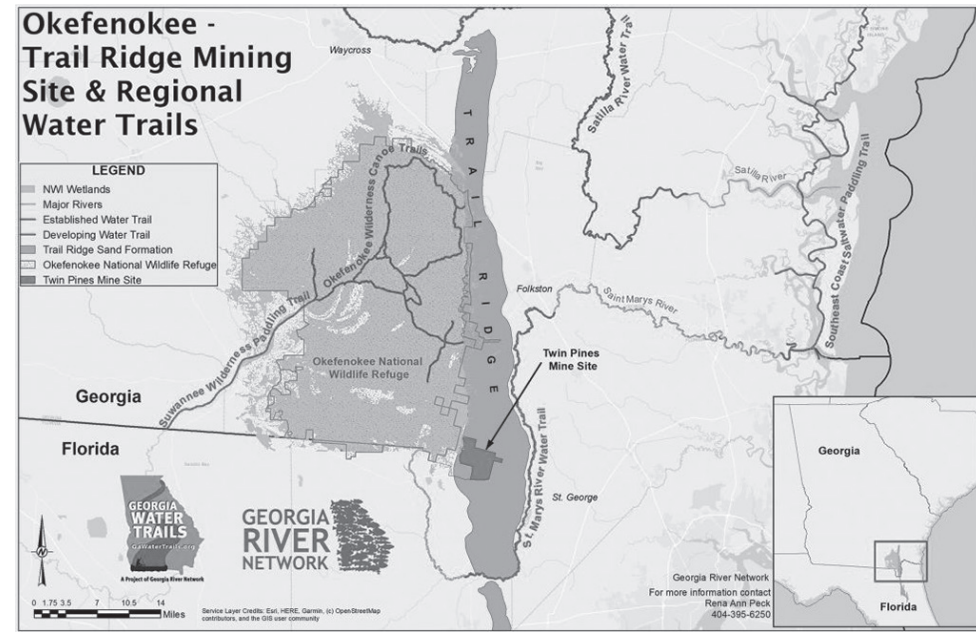 Okefenokee -
Trail Ridge Mining
Site & Regional
Water Trails
LEGEND
NWI Wetlands
Major Rivers
Established Water Trail
Developing Water Trail
Trail Ridge Sand Formation
Okefenokee National Wildlife Refuge
Twin Pines Mine Site
Waycross
TRAIL RIDGE
Okefenokee Wilderness Canoe Trails
Suwannee Wilderness Paddling Trail
Okefenokee National
Wildlife Refuge
Satilla River Water Trail
Satilla River
Southeast Coast Saltwater Paddling Trail
Folkston
Saint Marys River
Twin Pines
Mine Site
St. Marys River Water Trail
St. George
Georgia
Florida
GEORGIA
WATER
TRAILS
GaWaterTrails.org
A Project of Georgia River Network
GEORGIA
RIVER
NETWORK
N
0 1.75 3.5 7 10.5 14
Miles
Service Layer Credits: Esri, HERE, Garmin, (c) OpenStreetMap
contributors, and the GIS user community
Georgia River Network
For more information contact
Rena Ann Peck
404-395-6250
Georgia
Florida